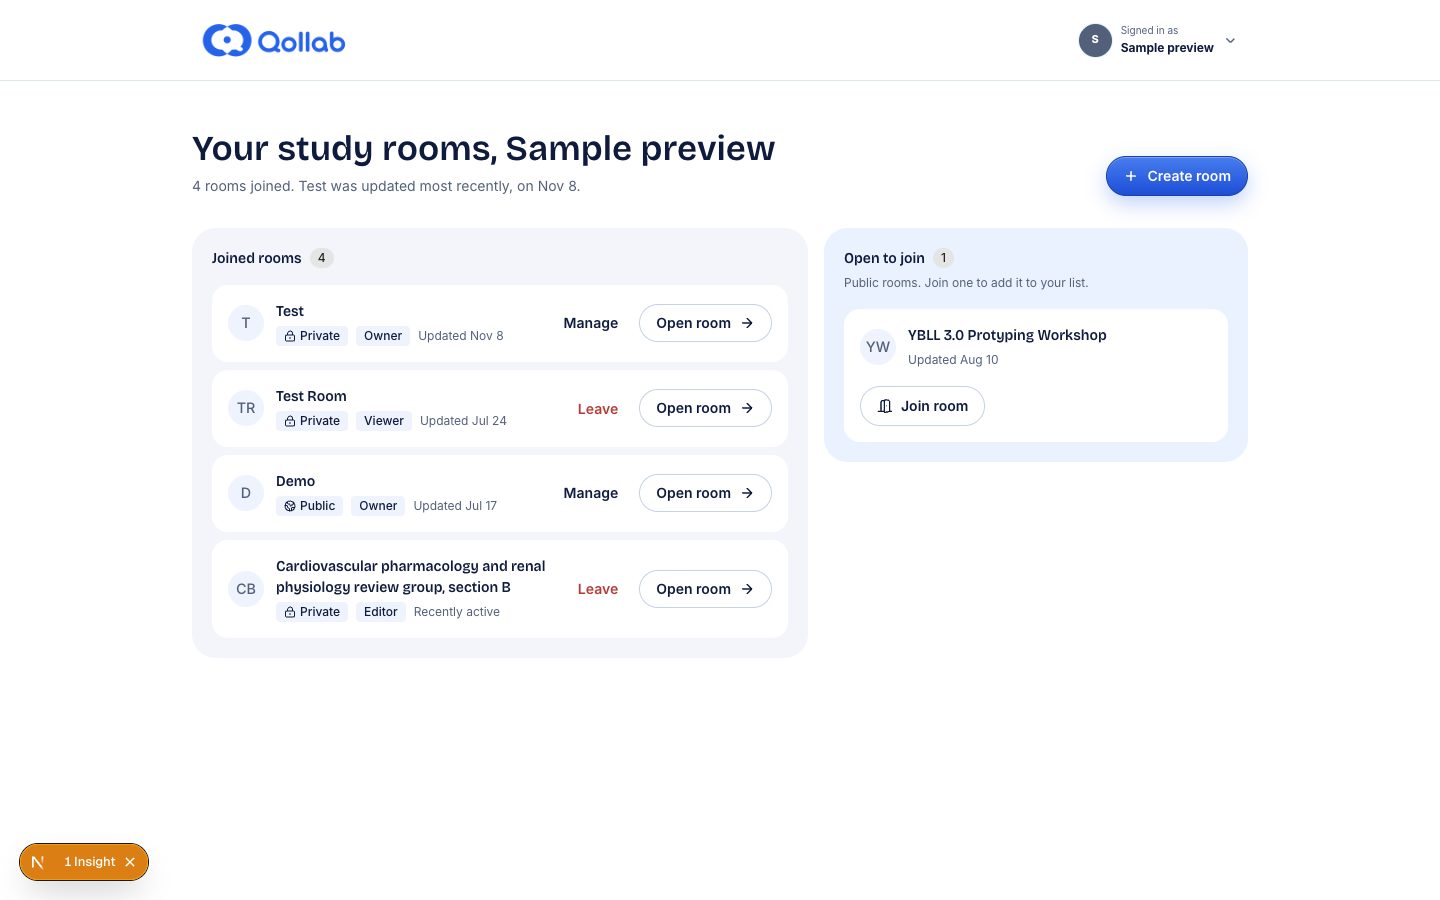 Qollab
S
Signed in as
Sample preview
Your study rooms, Sample preview
4 rooms joined. Test was updated most recently, on Nov 8.
Create room
Joined rooms 4
T
Test
Private Owner Updated Nov 8
Manage
Open room
TR
Test Room
Private Viewer Updated Jul 24
Leave
Open room
D
Demo
Public Owner Updated Jul 17
Manage
Open room
CB
Cardiovascular pharmacology and renal
physiology review group, section B
Private Editor Recently active
Leave
Open room
Open to join 1
Public rooms. Join one to add it to your list.
YW
YBLL 3.0 Protyping Workshop
Updated Aug 10
Join room
N 1 Insight